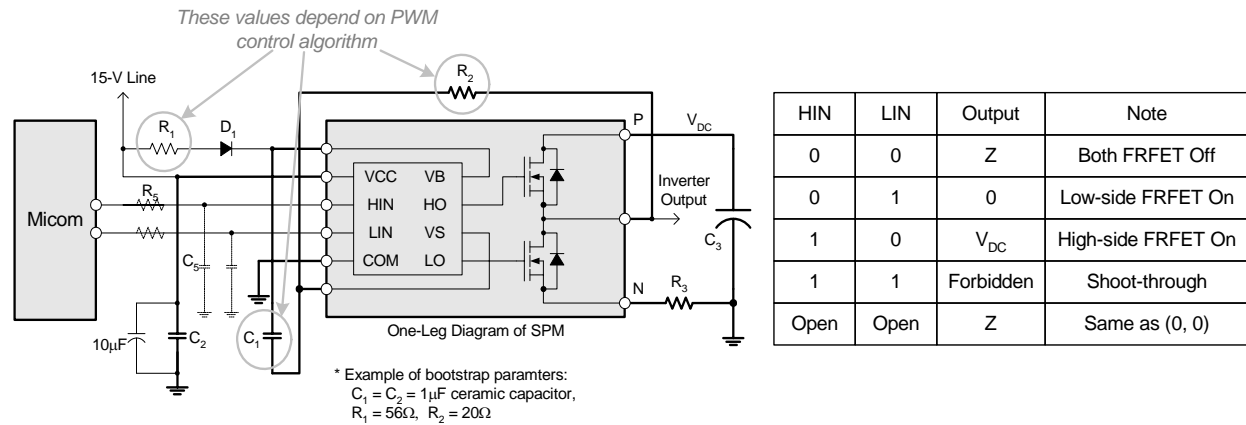 These values depend on PWM
control algorithm
R2
15-V Line
R1
D1
P
VDC
VCC
VB
Micom
R5
HIN
HO
Inverter
Output
LIN
VS
C3
COM
LO
C5
R3
N
10μF
C2
C1
One-Leg Diagram of SPM
* Example of bootstrap paramters:
C1 = C2 = 1μF ceramic capacitor,
R1 = 56Ω, R2 = 20Ω
HIN LIN Output Note
0 0 Z Both FRFET Off
0 1 0 Low-side FRFET On
1 0 VDC High-side FRFET On
1 1 Forbidden Shoot-through
Open Open Z Same as (0, 0)